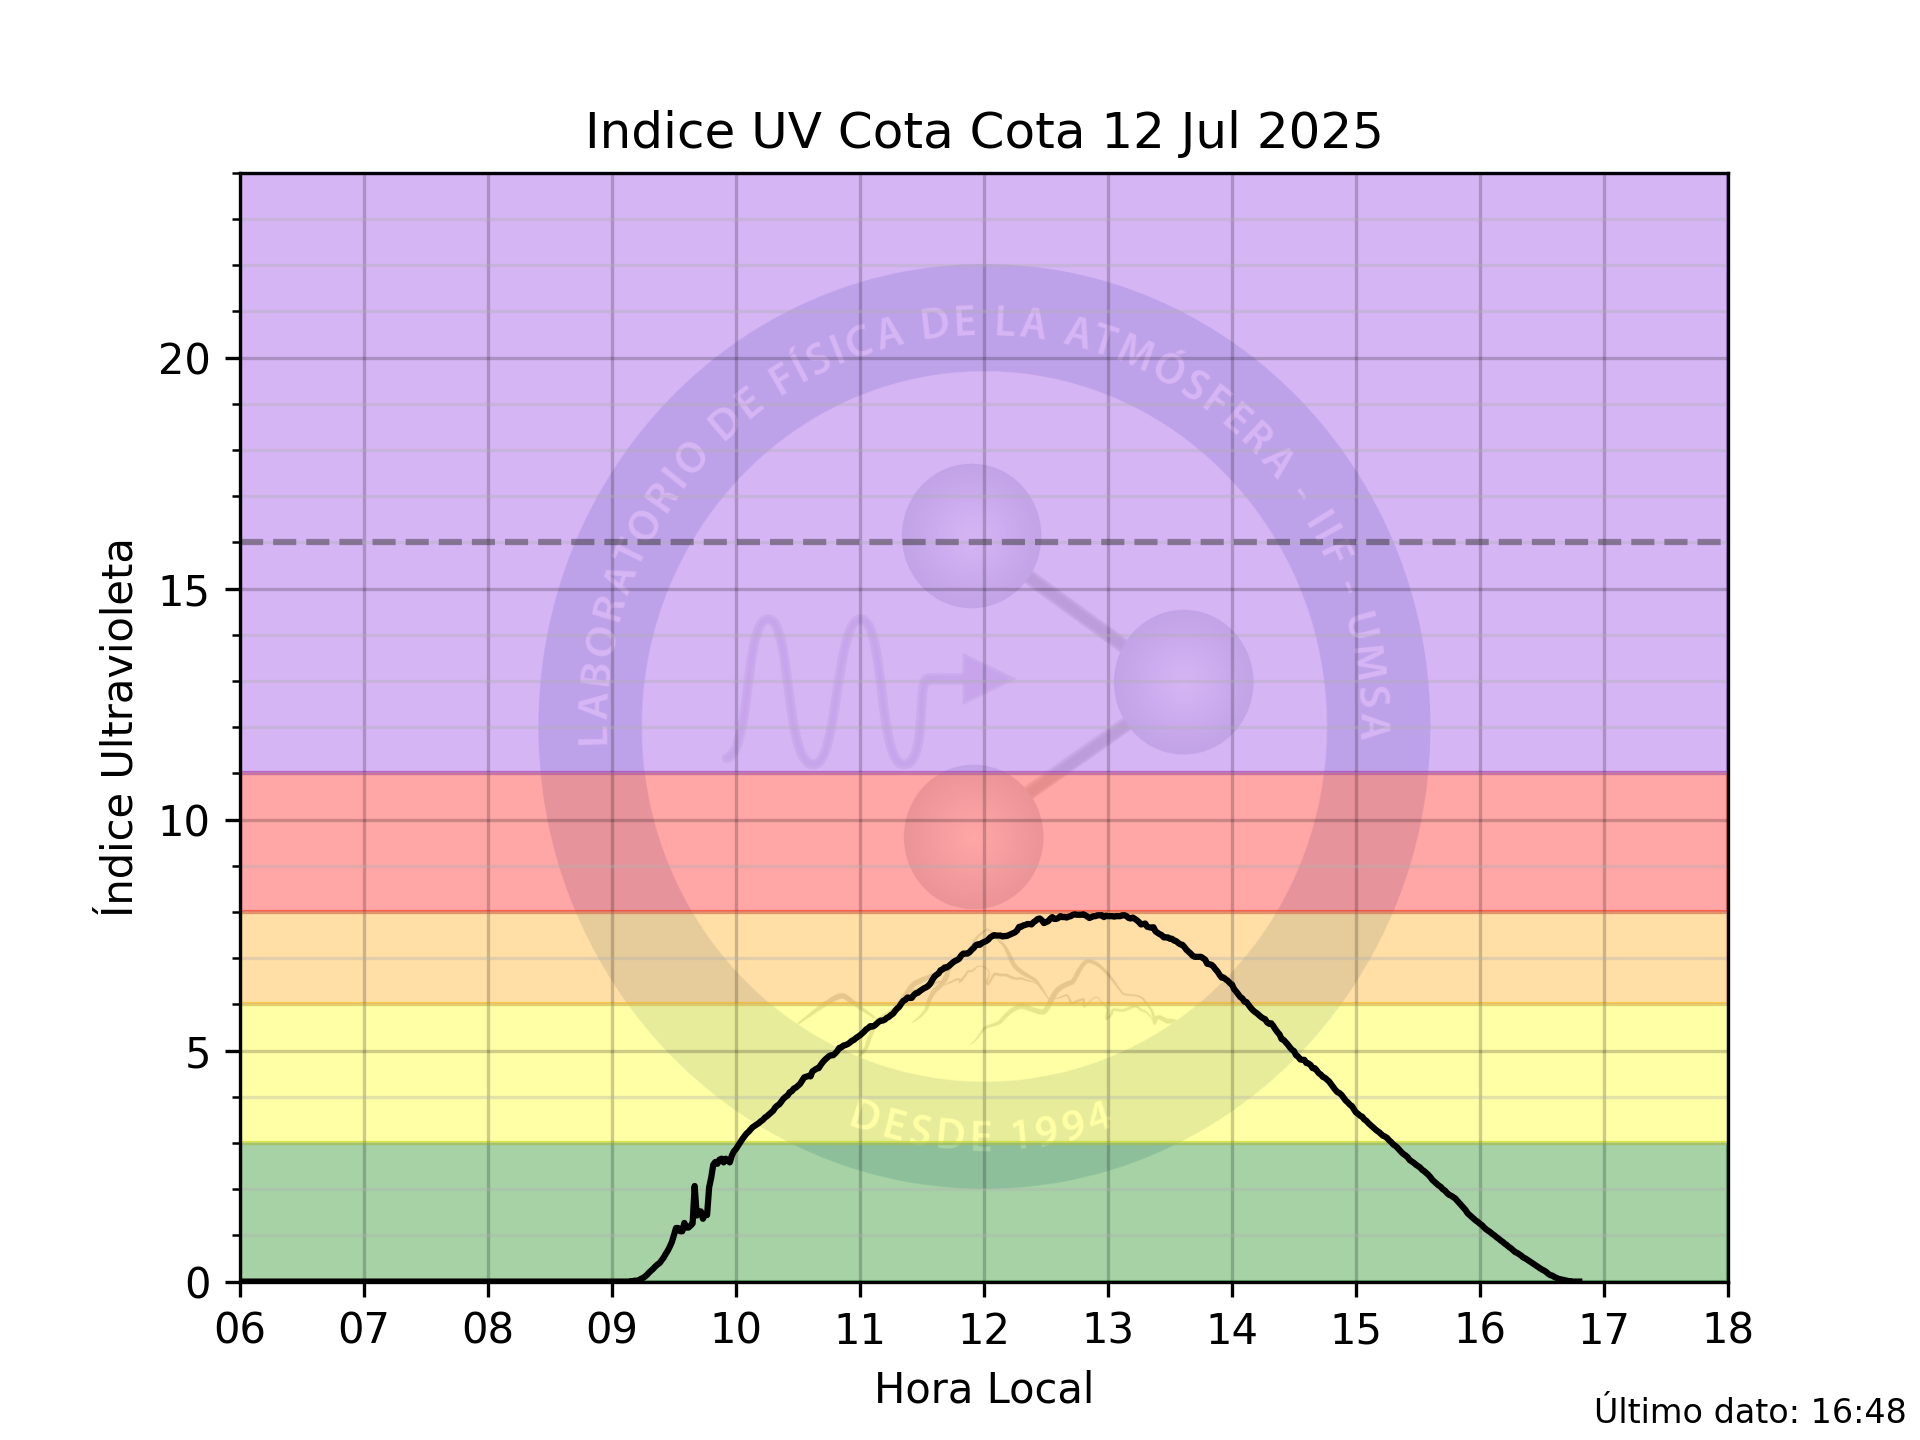 Indice UV Cota Cota 12 Jul 2025
LABORATORIO DE FÍSICA DE LA ATMÓSFERA - IIF - UMSA
DESDE 1994
Índice Ultravioleta
20
15
10
5
0
06 07 08 09 10 11 12 13 14 15 16 17 18
Hora Local
Último dato: 16:48